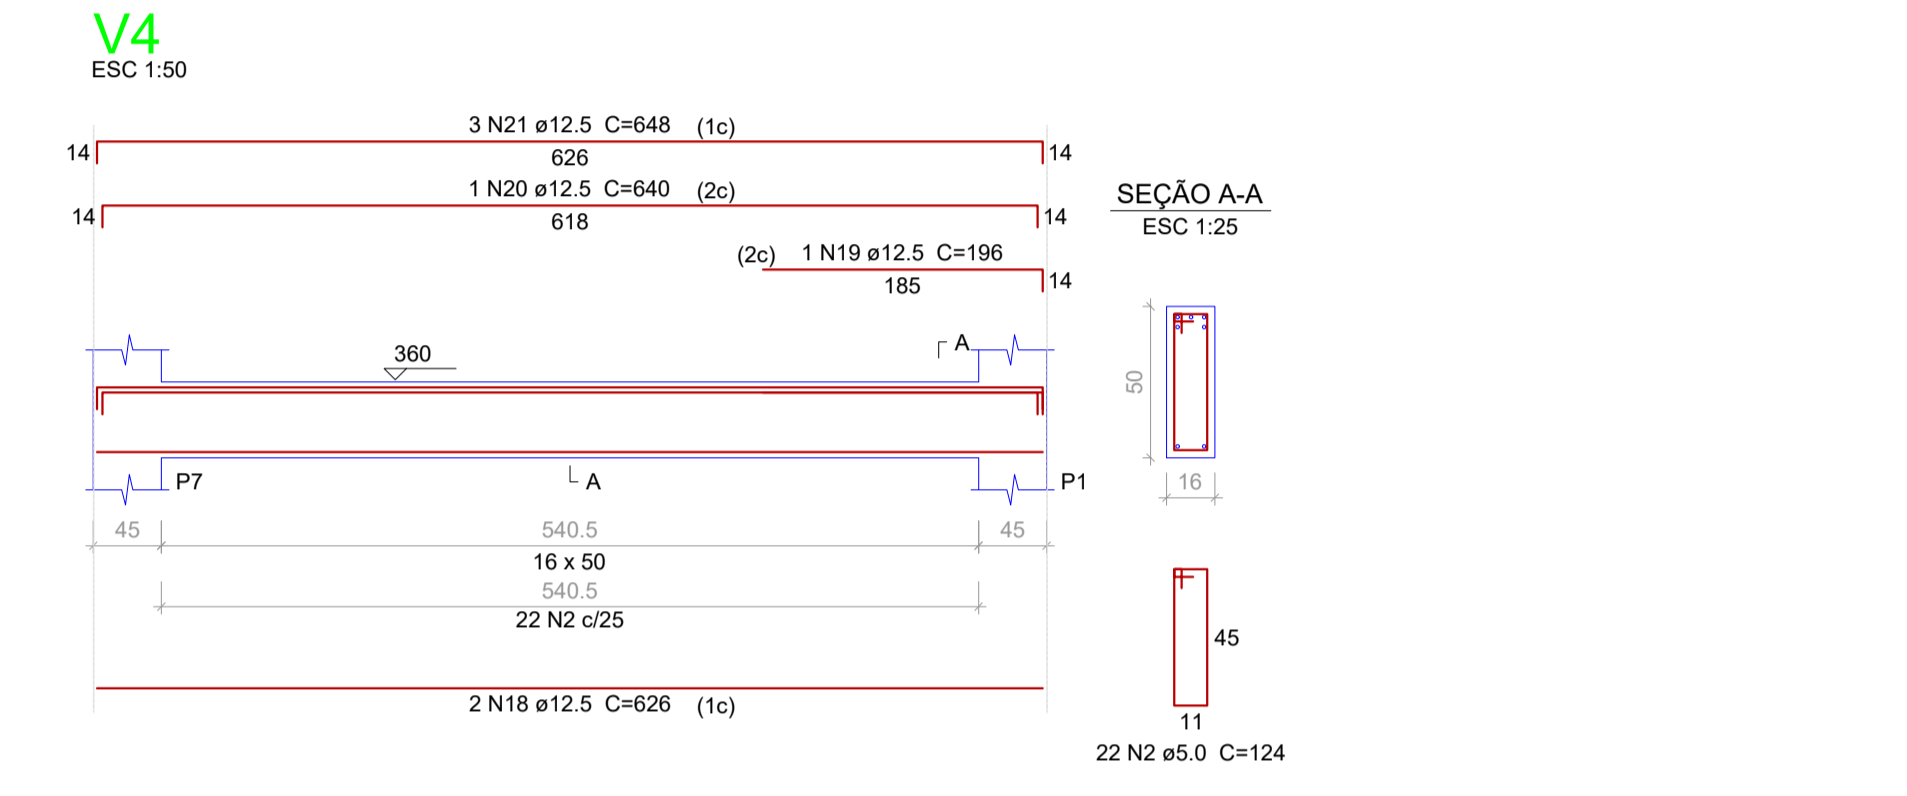 V4
ESC 1:50
3 N21 ø12.5 C=648 (1c)
14 626 14
1 N20 ø12.5 C=640 (2c)
14 618 14
(2c) 1 N19 ø12.5 C=196
185 14
SEÇÃO A-A
ESC 1:25
360
A
50
P7
A
P1
16
45 540.5 45
16 x 50
540.5
22 N2 c/25
2 N18 ø12.5 C=626 (1c)
45
11
22 N2 ø5.0 C=124